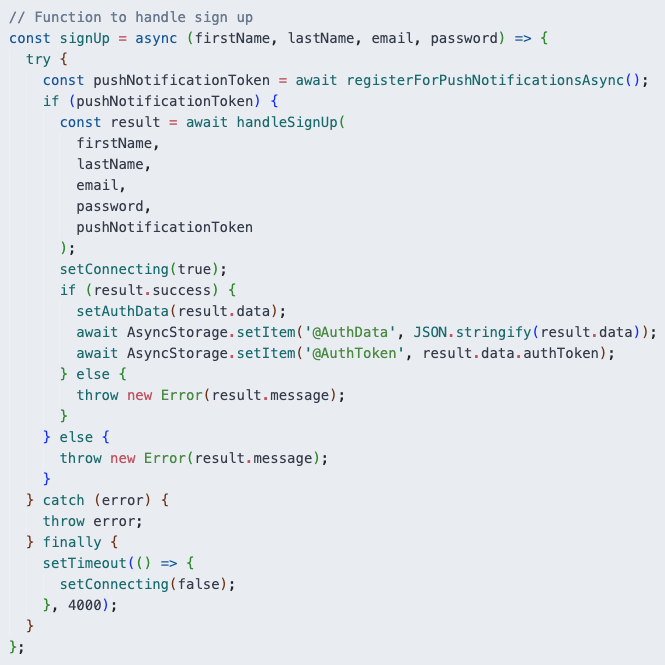 // Function to handle sign up
const signUp = async (firstName, lastName, email, password) => {
  try {
    const pushNotificationToken = await registerForPushNotificationsAsync();
    if (pushNotificationToken) {
      const result = await handleSignUp(
        firstName,
        lastName,
        email,
        password,
        pushNotificationToken
      );
      setConnecting(true);
      if (result.success) {
        setAuthData(result.data);
        await AsyncStorage.setItem('@AuthData', JSON.stringify(result.data));
        await AsyncStorage.setItem('@AuthToken', result.data.authToken);
      } else {
        throw new Error(result.message);
      }
    } else {
      throw new Error(result.message);
    }
  } catch (error) {
    throw error;
  } finally {
    setTimeout(() => {
      setConnecting(false);
    }, 4000);
  }
};